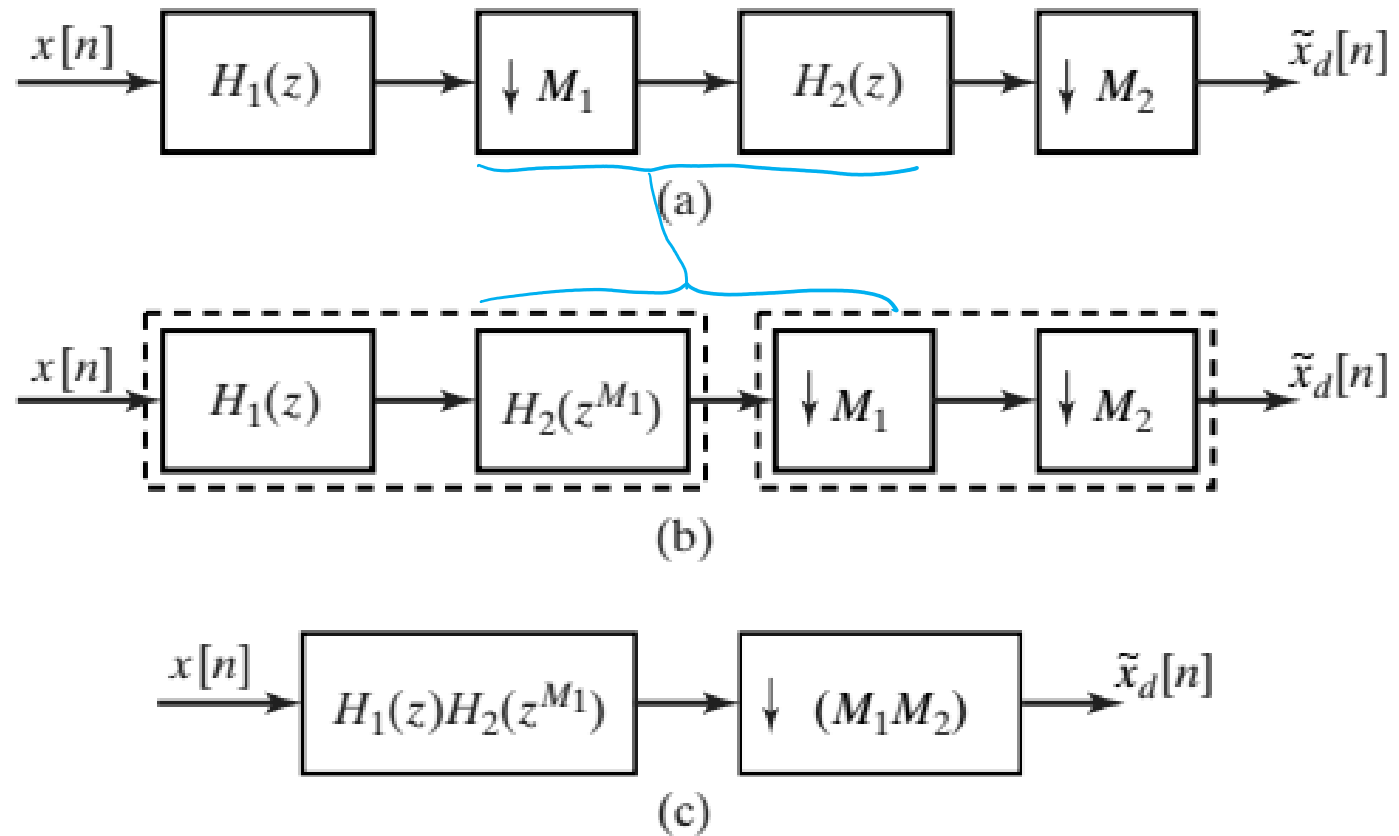 x[n] H₁(z) ↓ M₁ H₂(z) ↓ M₂ x̃_d[n]
(a)
x[n] H₁(z) H₂(z^{M₁}) ↓ M₁ ↓ M₂ x̃_d[n]
(b)
x[n] H₁(z)H₂(z^{M₁}) ↓ (M₁M₂) x̃_d[n]
(c)